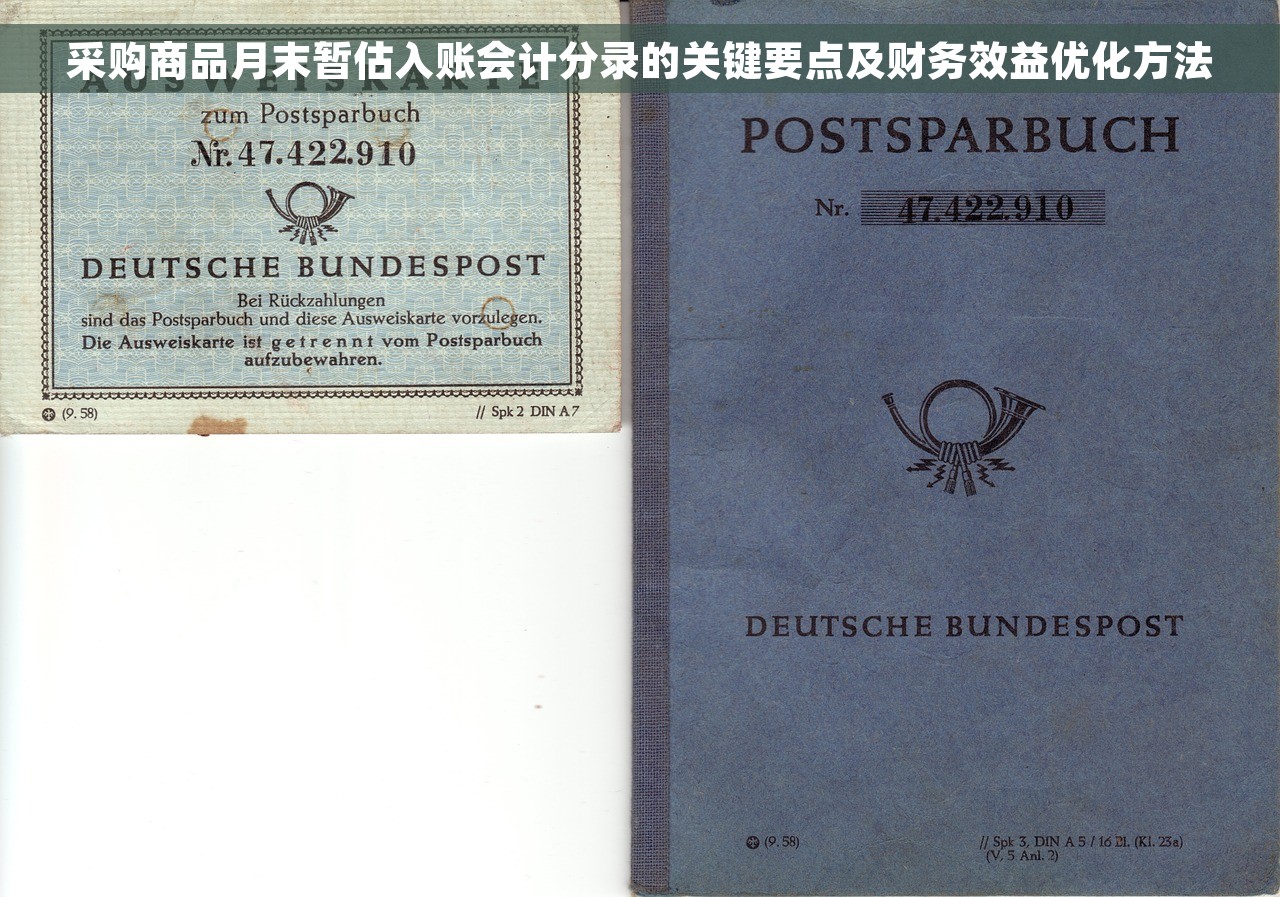 采购商品月末暂估入账会计分录的关键要点及财务效益优化方法
AUSWEISKARTE
zum Postsparbuch
Nr. 47.422.910
DEUTSCHE BUNDESPOST
Bei Rückzahlungen
sind das Postsparbuch und diese Ausweiskarte vorzulegen.
Die Ausweiskarte ist getrennt vom Postsparbuch
aufzubewahren.
(9. 58)
// Spk 2 DIN A 7
POSTSPARBUCH
Nr. 47.422.910
DEUTSCHE BUNDESPOST
(9. 58)
// Spk 3, DIN A 5 / 16 Bl. (Kl. 23a)
(V, 5 Anl. 2)